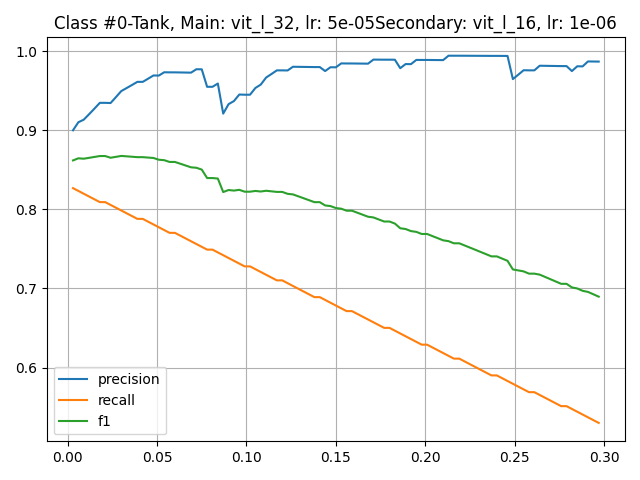 Class #0-Tank, Main: vit_l_32, lr: 5e-05Secondary: vit_l_16, lr: 1e-06
1.0
0.9
0.8
0.7
0.6
precision
recall
f1
0.00 0.05 0.10 0.15 0.20 0.25 0.30